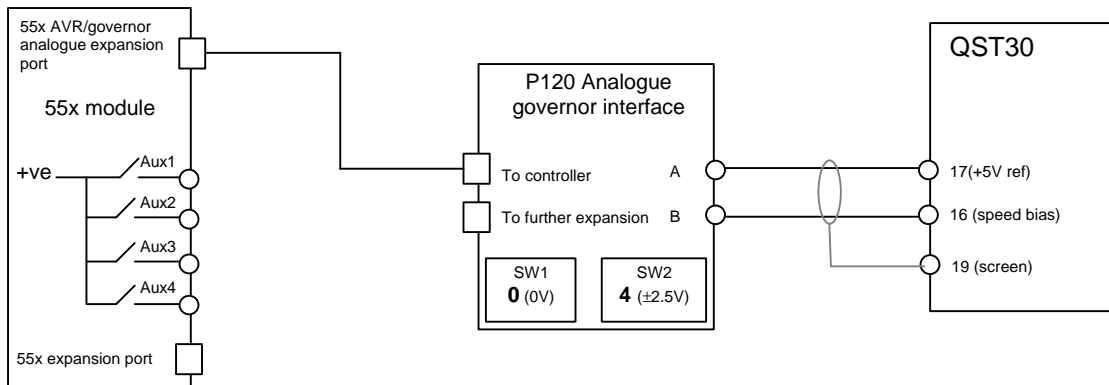 55x AVR/governor
analogue expansion
port
55x module
+ve
Aux1
Aux2
Aux3
Aux4
55x expansion port
P120 Analogue
governor interface
To controller
A
To further expansion
B
SW1
0 (0V)
SW2
4 (±2.5V)
QST30
17(+5V ref)
16 (speed bias)
19 (screen)